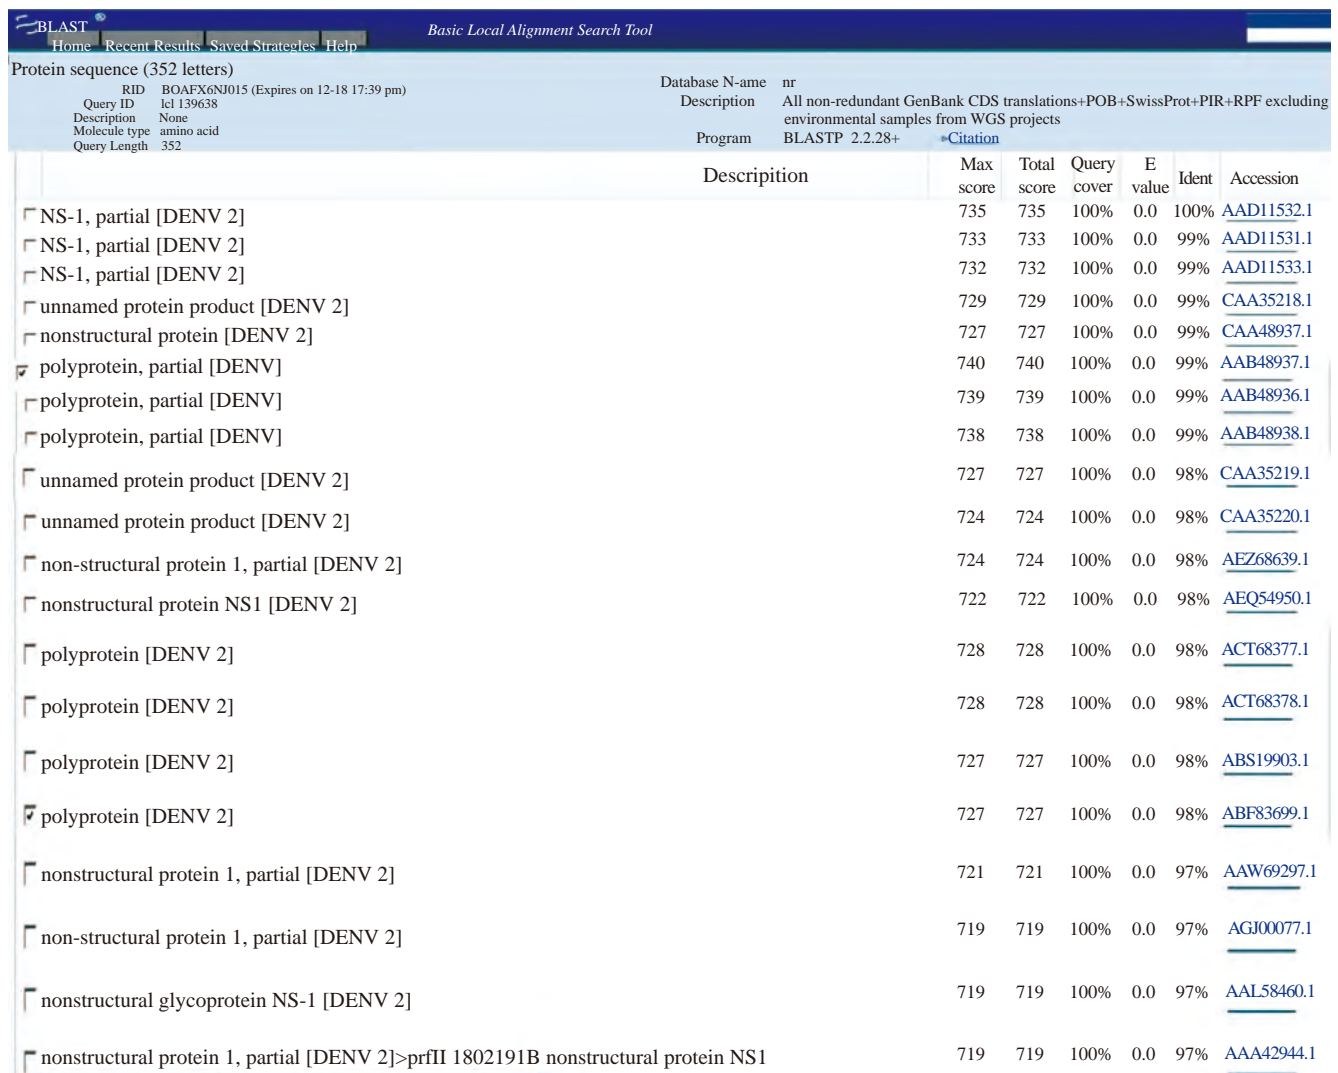 BLAST ® Basic Local Alignment Search Tool
Home Recent Results Saved Strategles Help
Protein sequence (352 letters)
RID BOAFX6NJ015 (Expires on 12-18 17:39 pm)
Query ID lcl 139638
Description None
Molecule type amino acid
Query Length 352
Database N-ame nr
Description All non-redundant GenBank CDS translations+POB+SwissProt+PIR+RPF excluding
environmental samples from WGS projects
Program BLASTP 2.2.28+ Citation
Descripition Max score Total score Query cover E value Ident Accession
NS-1, partial [DENV 2] 735 735 100% 0.0 100% AAD11532.1
NS-1, partial [DENV 2] 733 733 100% 0.0 99% AAD11531.1
NS-1, partial [DENV 2] 732 732 100% 0.0 99% AAD11533.1
unnamed protein product [DENV 2] 729 729 100% 0.0 99% CAA35218.1
nonstructural protein [DENV 2] 727 727 100% 0.0 99% CAA48937.1
polyprotein, partial [DENV] 740 740 100% 0.0 99% AAB48937.1
polyprotein, partial [DENV] 739 739 100% 0.0 99% AAB48936.1
polyprotein, partial [DENV] 738 738 100% 0.0 99% AAB48938.1
unnamed protein product [DENV 2] 727 727 100% 0.0 98% CAA35219.1
unnamed protein product [DENV 2] 724 724 100% 0.0 98% CAA35220.1
non-structural protein 1, partial [DENV 2] 724 724 100% 0.0 98% AEZ68639.1
nonstructural protein NS1 [DENV 2] 722 722 100% 0.0 98% AEQ54950.1
polyprotein [DENV 2] 728 728 100% 0.0 98% ACT68377.1
polyprotein [DENV 2] 728 728 100% 0.0 98% ACT68378.1
polyprotein [DENV 2] 727 727 100% 0.0 98% ABS19903.1
polyprotein [DENV 2] 727 727 100% 0.0 98% ABF83699.1
nonstructural protein 1, partial [DENV 2] 721 721 100% 0.0 97% AAW69297.1
non-structural protein 1, partial [DENV 2] 719 719 100% 0.0 97% AGJ00077.1
nonstructural glycoprotein NS-1 [DENV 2] 719 719 100% 0.0 97% AAL58460.1
nonstructural protein 1, partial [DENV 2]>prfII 1802191B nonstructural protein NS1 719 719 100% 0.0 97% AAA42944.1